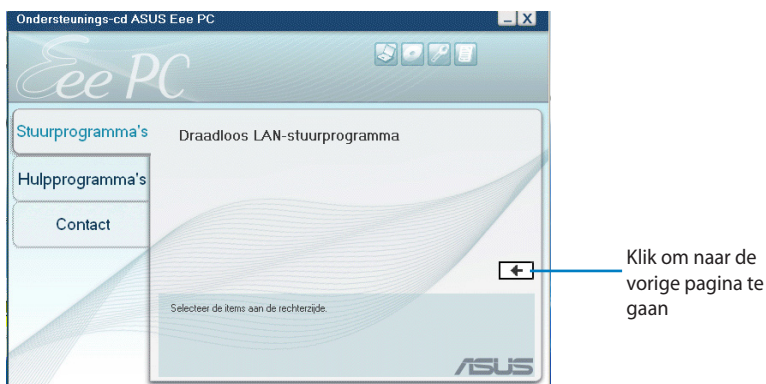 Ondersteunings-cd ASUS Eee PC
Eee PC
Stuurprogramma's
Draadloos LAN-stuurprogramma
Hulpprogramma's
Contact
Klik om naar de
vorige pagina te
gaan
Selecteer de items aan de rechterzijde.
ASUS